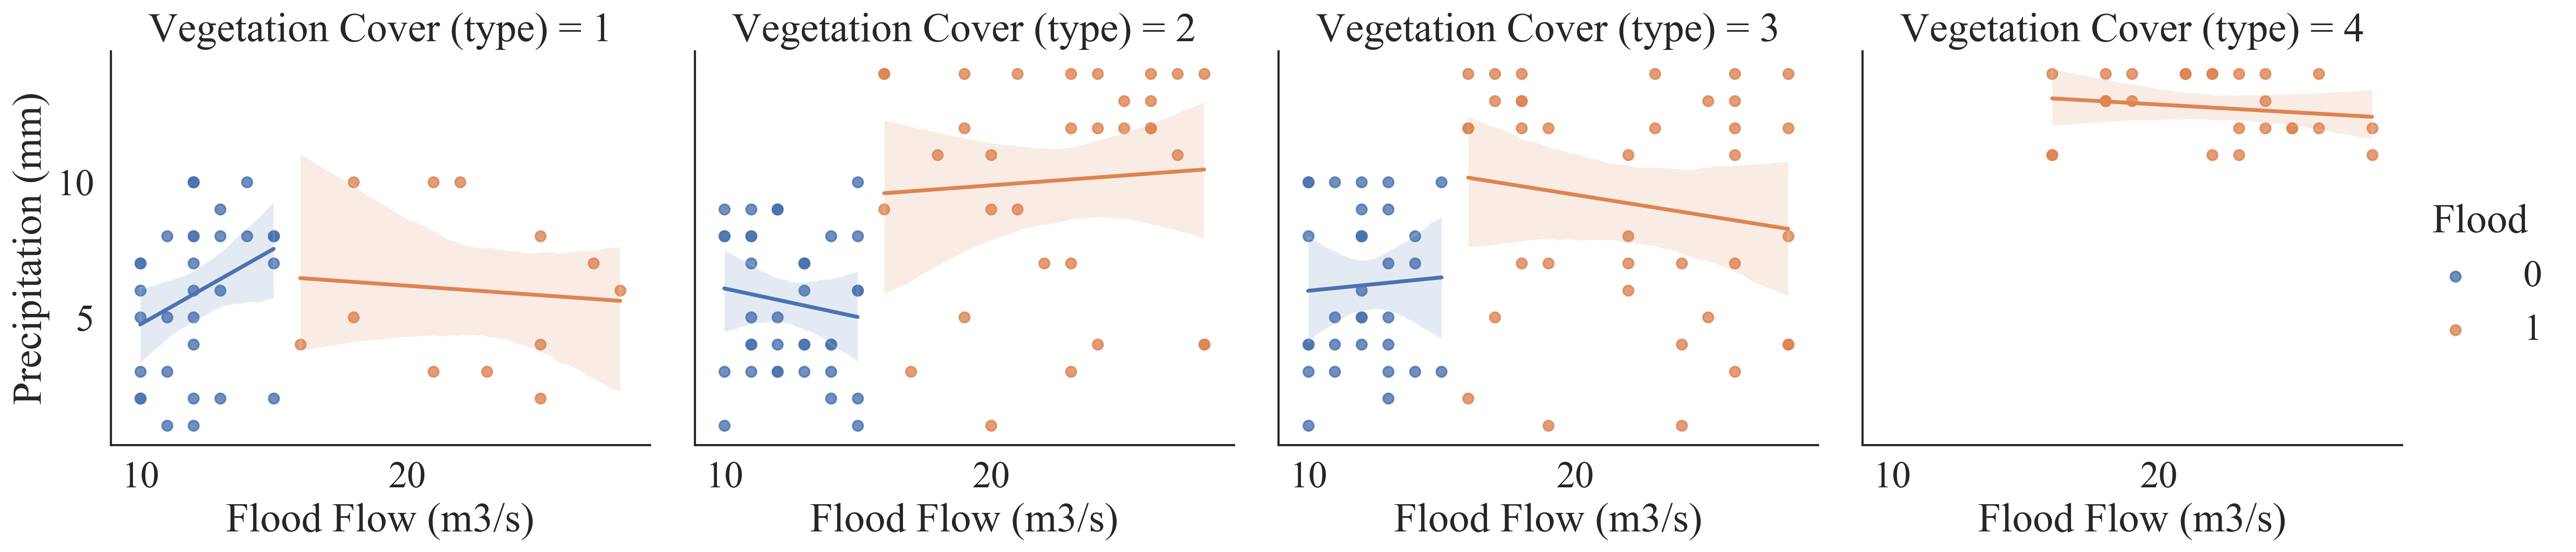 Vegetation Cover (type) = 1
Vegetation Cover (type) = 2
Vegetation Cover (type) = 3
Vegetation Cover (type) = 4
Precipitation (mm)
10
5
10
20
10
20
10
20
10
20
Flood Flow (m3/s)
Flood Flow (m3/s)
Flood Flow (m3/s)
Flood Flow (m3/s)
Flood
0
1